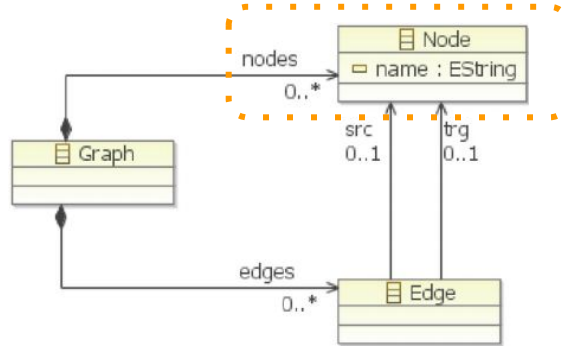 Node
nodes
name : EString
0..*
src
trg
0..1
0..1
Graph
edges
0..*
Edge